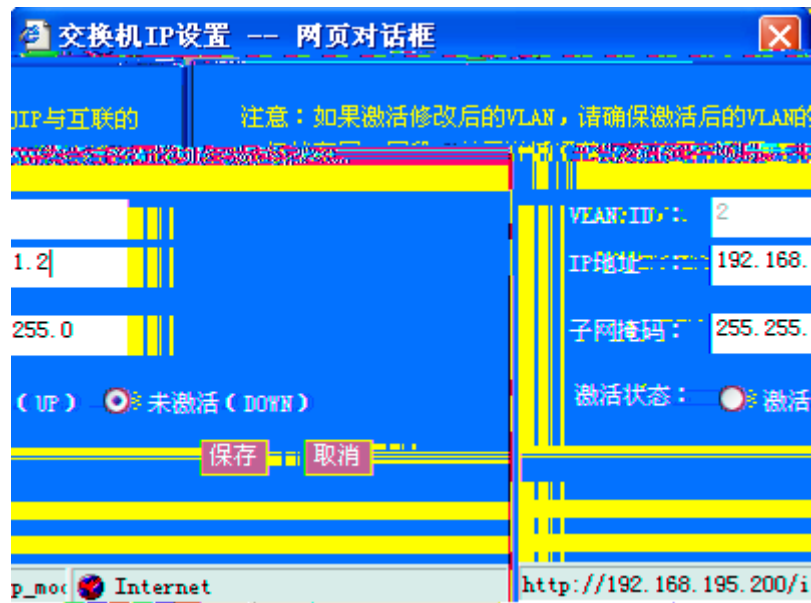 交换机IP设置 -- 网页对话框
IP与互联的
注意：如果激活修改后的VLAN，请确保激活后的VLAN的
VLAN ID：
2
1.2
IP地址：
192.168.
255.0
子网掩码：
255.255.
（UP）
未激活（DOWN）
激活状态：
激活
保存
取消
Internet
http://192.168.195.200/i